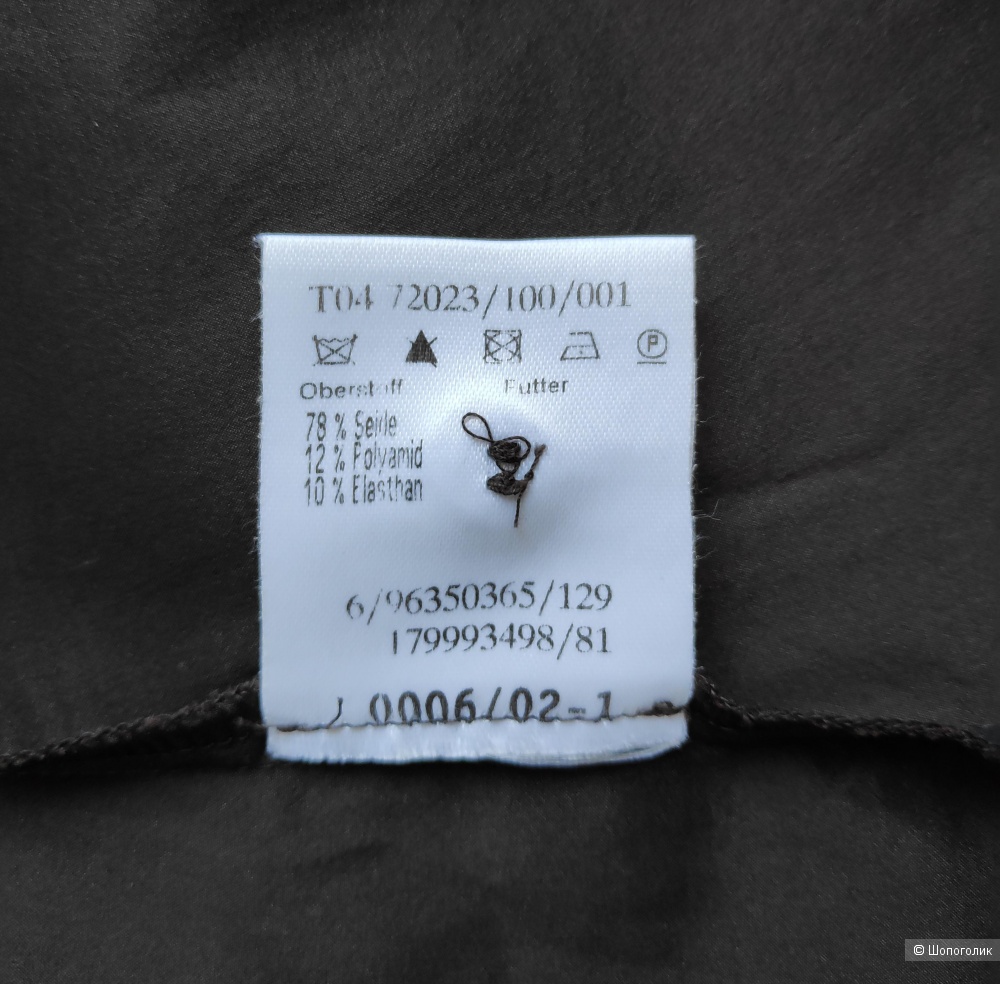 T04 72023/100/001
P
Oberstoff Futter
78 % Seide
12 % Polyamid
10 % Elasthan
6/96350365/129
179993498/81
0006/02-1
© Шопоголик